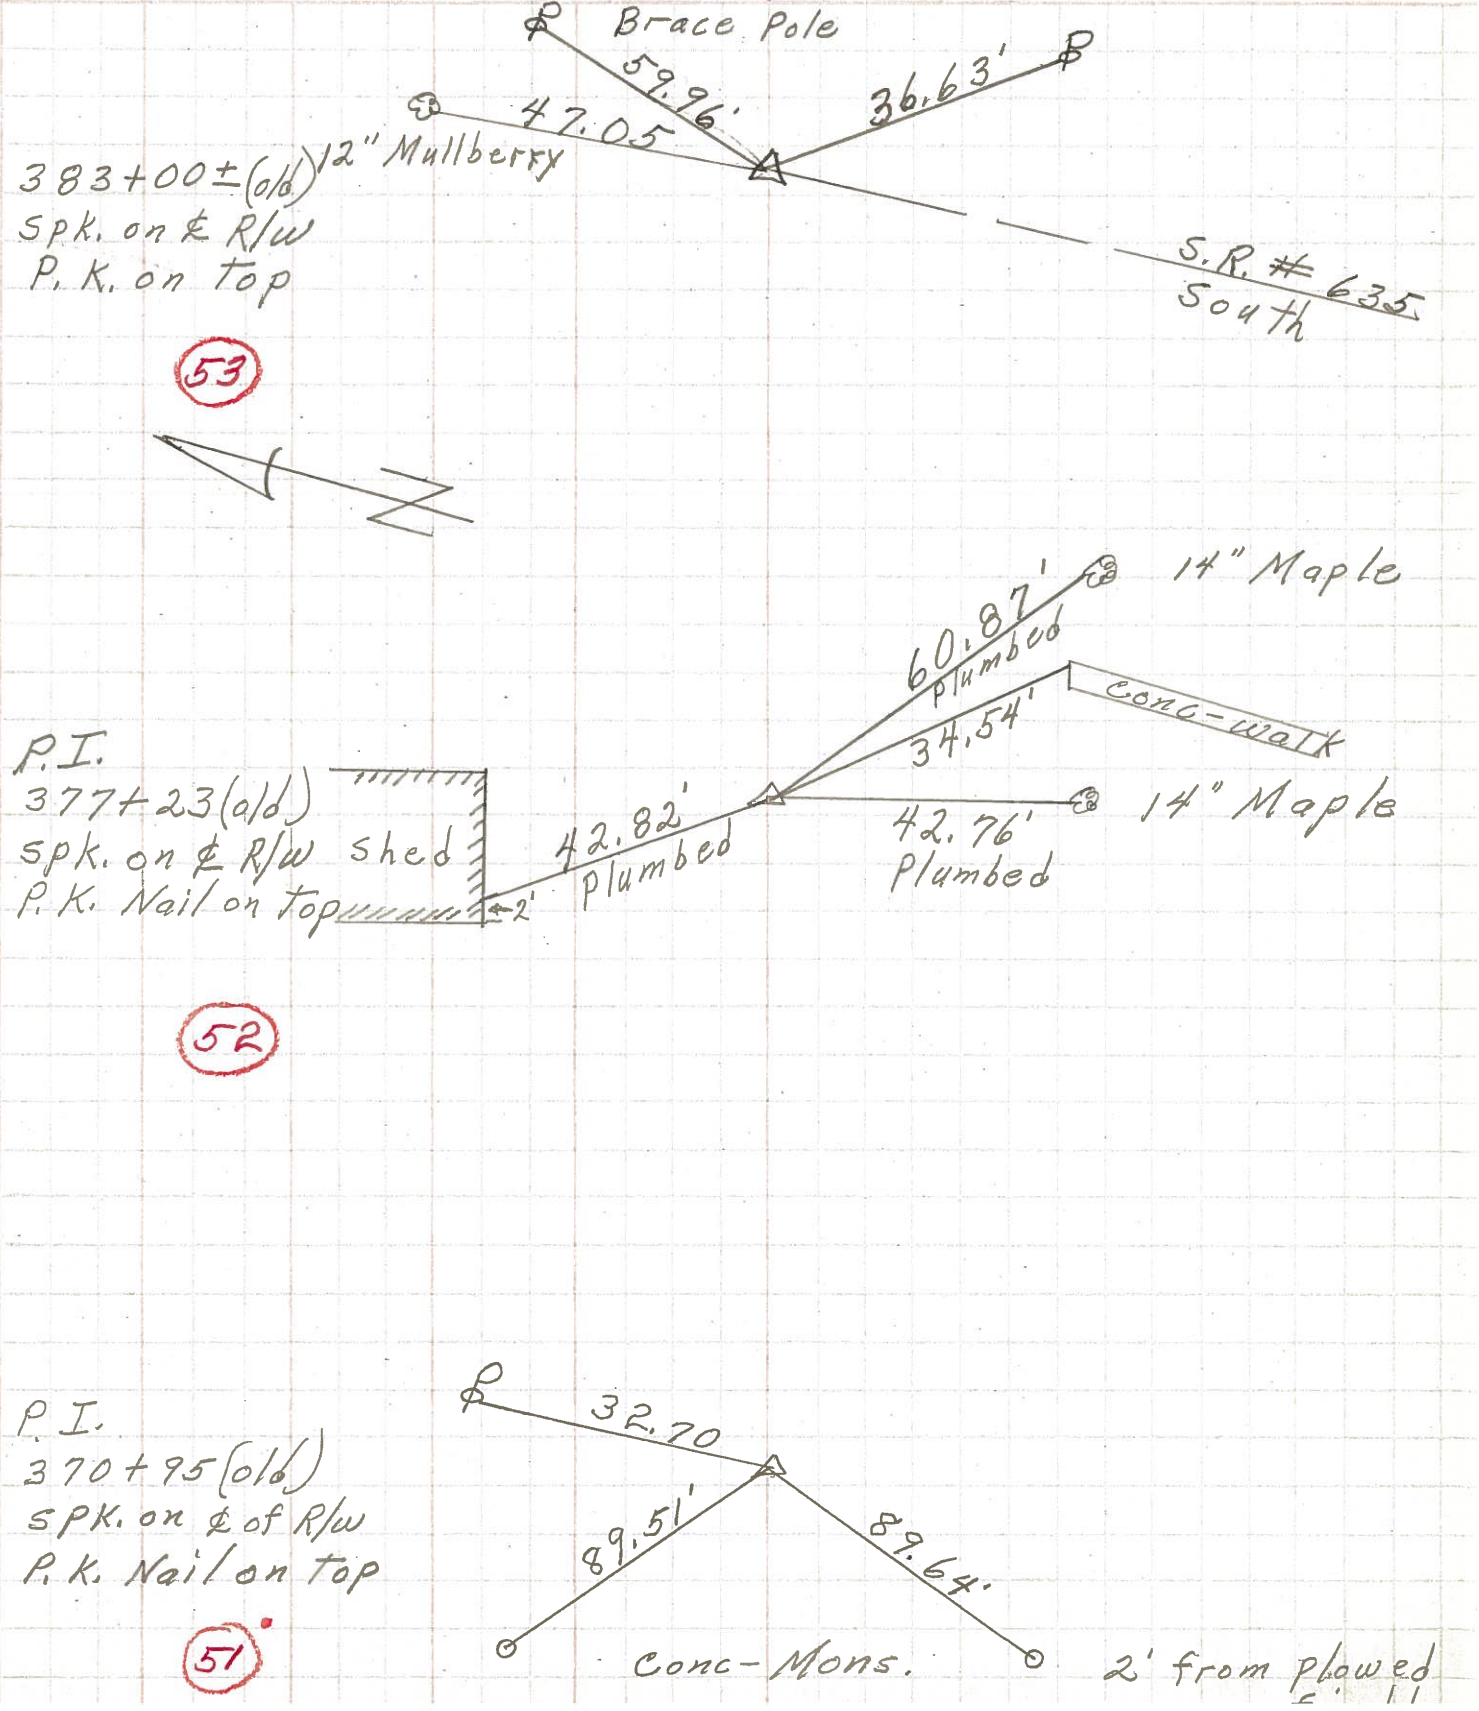 Brace Pole
59.96'
36.63'
47.05
12" Mullberry
383+00±(old)
Spk. on ℄ R/w
P.K. on Top
S.R. # 635
South
53
N
14" Maple
60.87'
plumbed
34.54'
Conc-walk
P.I.
377+23(old)
spk. on ℄ R/w
P.K. Nail on Top
shed
2'
42.82'
plumbed
42.76'
Plumbed
14" Maple
52
P.I.
370+95(old)
SPK. on ℄ of R/w
P.K. Nail on Top
32.70
89.51'
89.64'
51
Conc-Mons.
2' from plowed